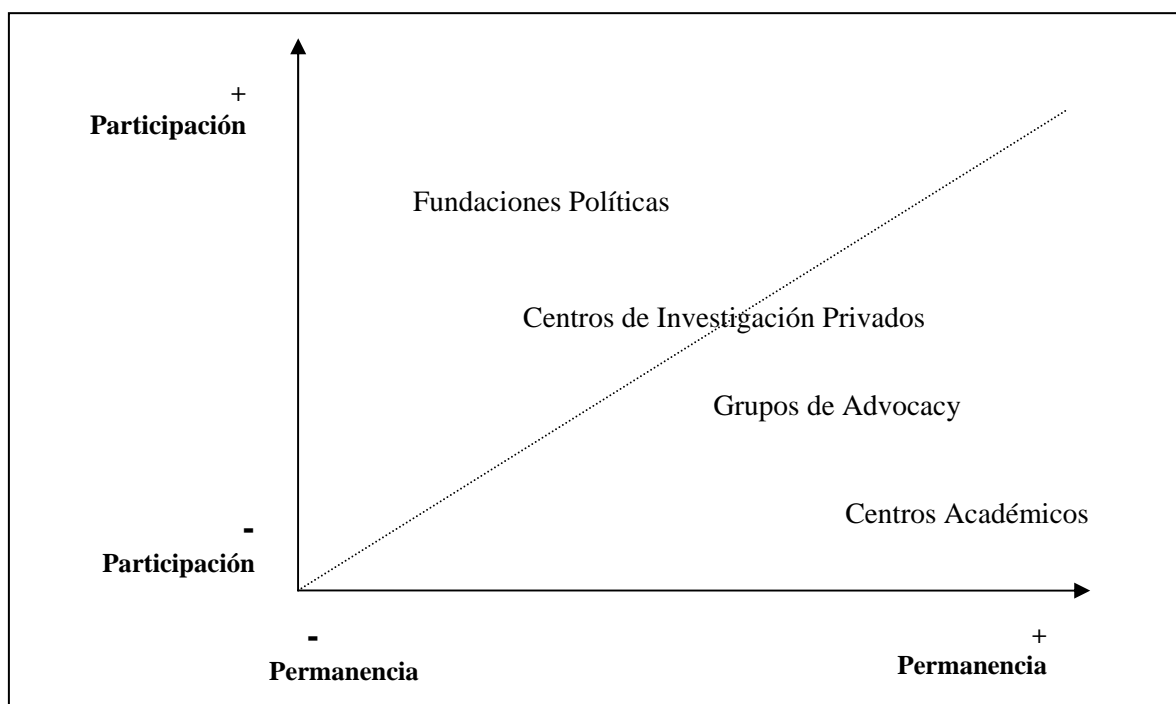 +
Participación
Fundaciones Políticas
Centros de Investigación Privados
Grupos de Advocacy
Centros Académicos
-
Participación
-
Permanencia
+
Permanencia